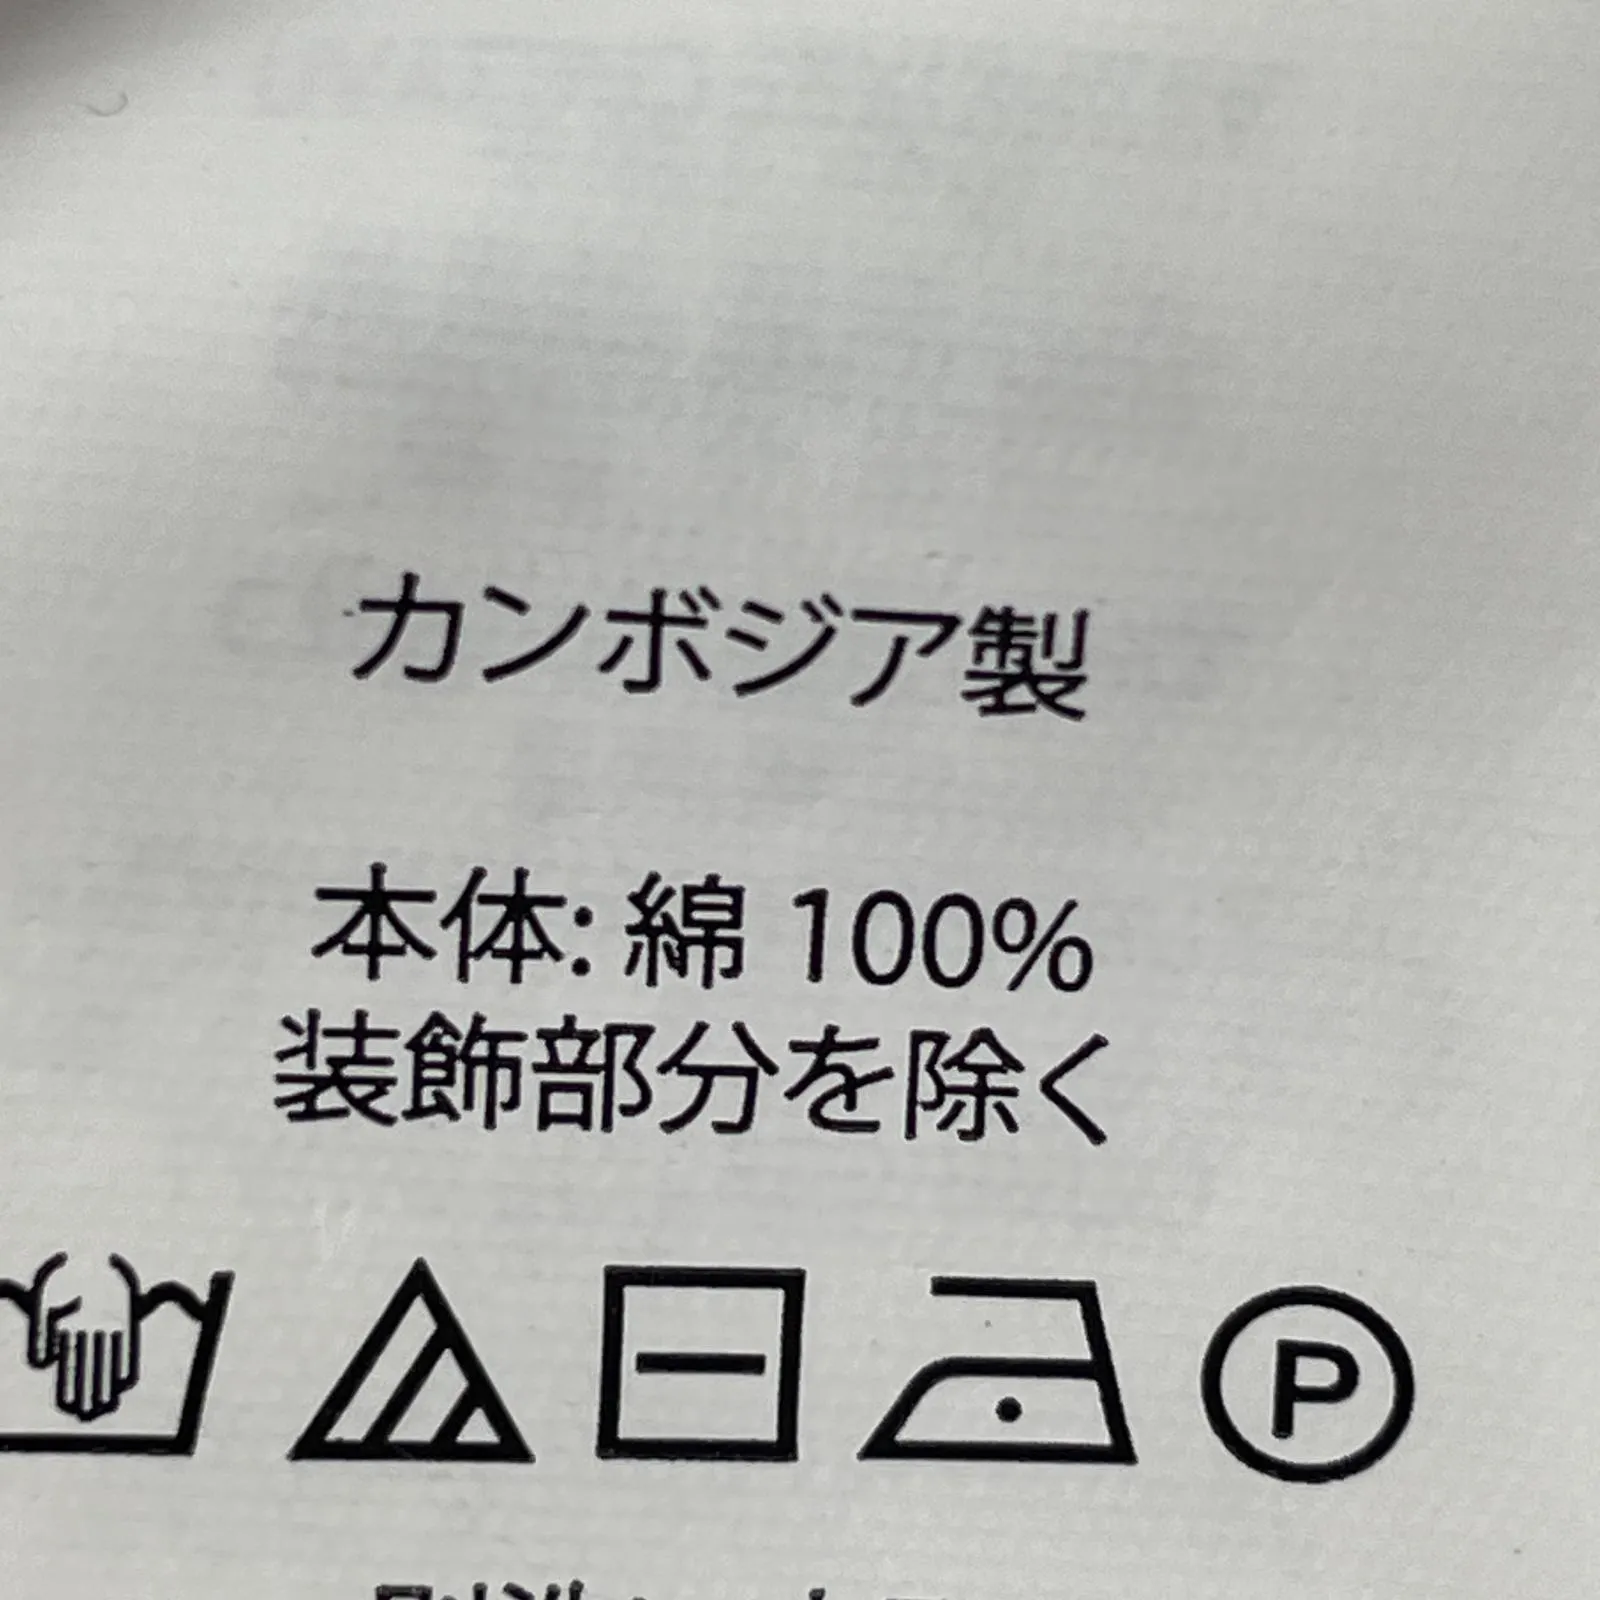 カンボジア製
本体: 綿 100%
装飾部分を除く
P